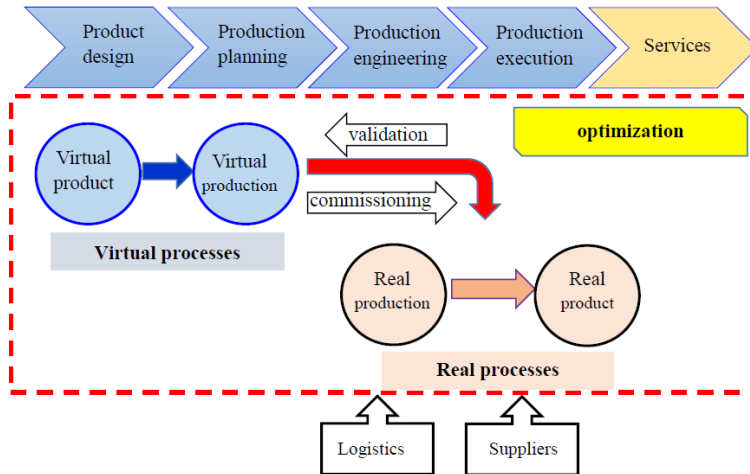 Product
design
Production
planning
Production
engineering
Production
execution
Services
validation
optimization
Virtual
product
Virtual
production
commissioning
Virtual processes
Real
production
Real
product
Real processes
Logistics
Suppliers